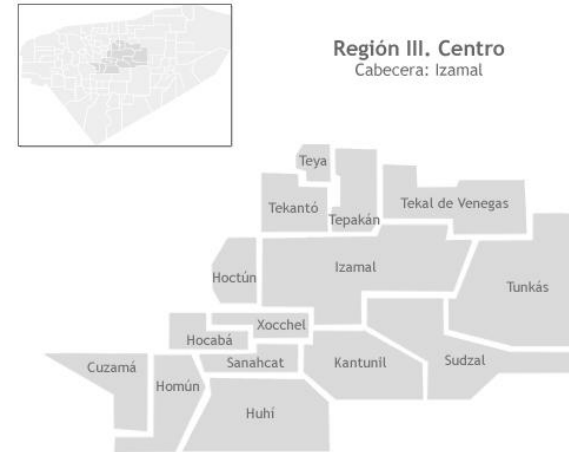 Región III. Centro
Cabecera: Izamal
Teya
Tekantó
Tepakán
Tekal de Venegas
Hoctún
Izamal
Tunkás
Xocchel
Hocabá
Cuzamá
Sanahcat
Kantunil
Sudzal
Homún
Huhí